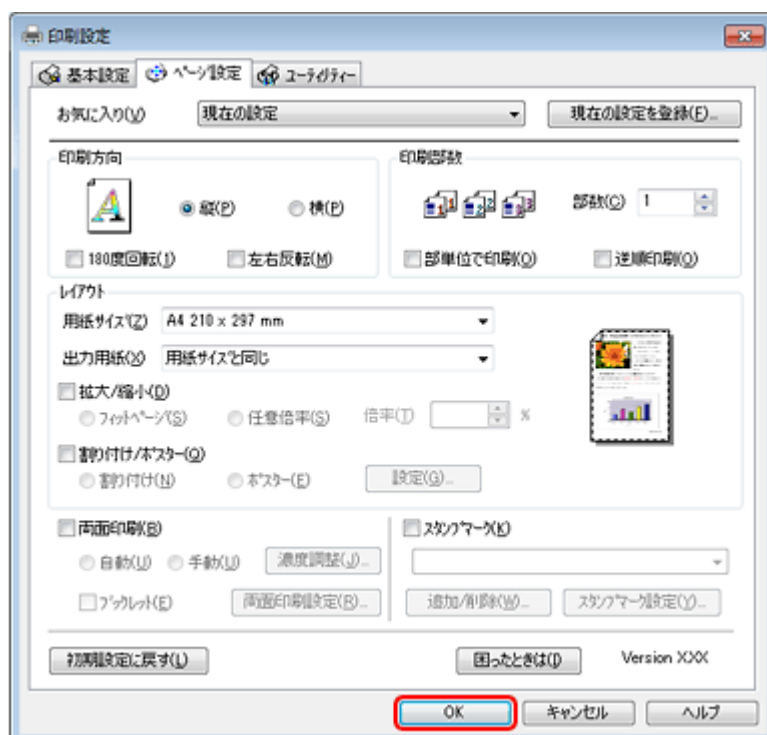 印刷設定
基本設定 ページ設定 ユーティリティー
お気に入り(V) 現在の設定 現在の設定を登録(F)...
印刷方向 印刷部数
縦(P) 横(P) 部数(C) 1
180度回転(1) 左右反転(M) 部単位で印刷(O) 逆順印刷(O)
レイアウト
用紙サイズ(Z) A4 210 x 297 mm
出力用紙(X) 用紙サイズと同じ
拡大/縮小(D)
フィットページ(S) 任意倍率(S) 倍率(T) %
割り付け/ポスター(Q)
割り付け(N) ポスター(E) 設定(G)...
両面印刷(B) スタンプマーク(K)
自動(U) 手動(U) 濃度調整(J)...
ブックレット(E) 両面印刷設定(R)... 追加/削除(W)... スタンプマーク設定(Y)...
初期設定に戻す(L) 困ったときは(I) Version XXX
OK キャンセル ヘルプ